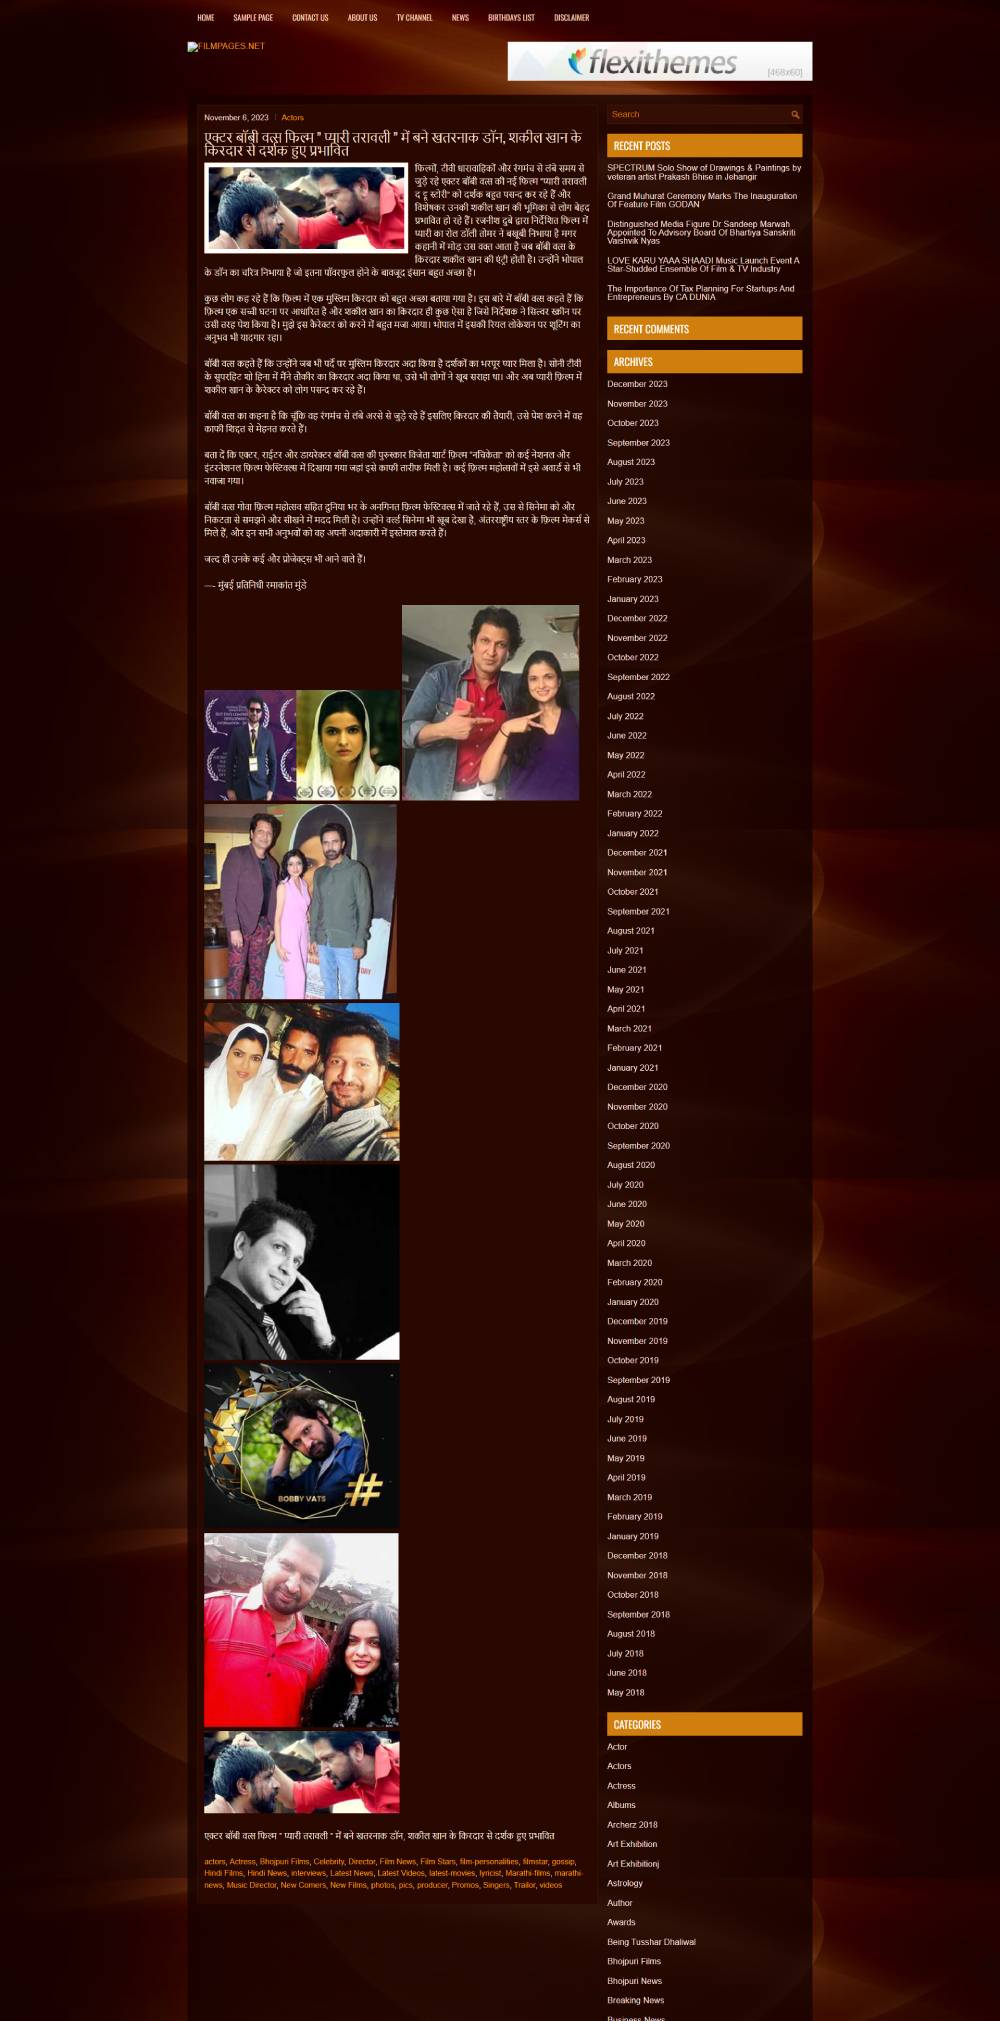 HOME SAMPLE PAGE CONTACT US ABOUT US TV CHANNEL NEWS BIRTHDAYS LIST DISCLAIMER
FILMPAGES.NET
flexithemes
[468x60]
November 6, 2023 | Actors
एक्टर बॉबी वत्स फिल्म " प्यारी तरावली " में बने खतरनाक डॉन, शकील खान के
किरदार से दर्शक हुए प्रभावित
फिल्मों, टीवी धारावाहिकों और रंगमंच से लंबे समय से
जुड़े रहे एक्टर बॉबी वत्स की नई फिल्म "प्यारी तरावली
द ट्रू स्टोरी" को दर्शक बहुत पसन्द कर रहे हैं और
विशेषकर उनकी शकील खान की भूमिका से लोग बेहद
प्रभावित हो रहे हैं। रजनीश दुबे द्वारा निर्देशित फिल्म में
प्यारी का रोल डॉली तोमर ने बखूबी निभाया है मगर
कहानी में मोड़ उस वक्त आता है जब बॉबी वत्स के
किरदार शकील खान की एंट्री होती है। उन्होंने भोपाल
के डॉन का चरित्र निभाया है जो इतना पॉवरफुल होने के बावजूद इंसान बहुत अच्छा है।
कुछ लोग कह रहे हैं कि फ़िल्म में एक मुस्लिम किरदार को बहुत अच्छा बताया गया है। इस बारे में बॉबी वत्स कहते हैं कि
फ़िल्म एक सच्ची घटना पर आधारित है और शकील खान का किरदार ही कुछ ऐसा है जिसे निर्देशक ने सिल्वर स्क्रीन पर
उसी तरह पेश किया है। मुझे इस कैरेक्टर को करने में बहुत मजा आया। भोपाल में इसकी रियल लोकेशन पर शूटिंग का
अनुभव भी यादगार रहा।
बॉबी वत्स कहते हैं कि उन्होंने जब भी पर्दे पर मुस्लिम किरदार अदा किया है दर्शकों का भरपूर प्यार मिला है। सोनी टीवी
के सुपरहिट शो हिना में मैंने तौकीर का किरदार अदा किया था, उसे भी लोगों ने खूब सराहा था। और अब प्यारी फ़िल्म में
शकील खान के कैरेक्टर को लोग पसन्द कर रहे हैं।
बॉबी वत्स का कहना है कि चूंकि वह रंगमंच से लंबे अरसे से जुड़े रहे हैं इसलिए किरदार की तैयारी, उसे पेश करने में वह
काफी शिद्दत से मेहनत करते हैं।
बता दें कि एक्टर, राईटर और डायरेक्टर बॉबी वत्स की पुरुस्कार विजेता शार्ट फ़िल्म "नचिकेता" को कई नेशनल और
इंटरनेशनल फ़िल्म फेस्टिवल्स में दिखाया गया जहां इसे काफी तारीफ मिली है। कई फ़िल्म महोत्सवों में इसे अवार्ड से भी
नवाजा गया।
बॉबी वत्स गोवा फ़िल्म महोत्सव सहित दुनिया भर के अनगिनत फ़िल्म फेस्टिवल्स में जाते रहे हैं, उस से सिनेमा को और
निकटता से समझने और सीखने में मदद मिली है। उन्होंने वर्ल्ड सिनेमा भी खूब देखा है, अंतरराष्ट्रीय स्तर के फ़िल्म मेकर्स से
मिले हैं, और इन सभी अनुभवों को वह अपनी अदाकारी में इस्तेमाल करते हैं।
जल्द ही उनके कई और प्रोजेक्ट्स भी आने वाले हैं।
—- मुंबई प्रतिनिधी रमाकांत मुंडे
BOBBY VATS
#
एक्टर बॉबी वत्स फिल्म " प्यारी तरावली " में बने खतरनाक डॉन, शकील खान के किरदार से दर्शक हुए प्रभावित
actors, Actress, Bhojpuri Films, Celebrity, Director, Film News, Film Stars, film-personalities, filmstar, gossip,
Hindi Films, Hindi News, interviews, Latest News, Latest Videos, latest-movies, lyricist, Marathi-films, marathi-
news, Music Director, New Comers, New Films, photos, pics, producer, Promos, Singers, Trailor, videos
Search
RECENT POSTS
SPECTRUM Solo Show of Drawings & Paintings by
veteran artist Prakash Bhise in Jehangir
Grand Muhurat Ceremony Marks The Inauguration
Of Feature Film GODAN
Distinguished Media Figure Dr Sandeep Marwah
Appointed To Advisory Board Of Bhartiya Sanskriti
Vaishvik Nyas
LOVE KARU YAAA SHAADI Music Launch Event A
Star-Studded Ensemble Of Film & TV Industry
The Importance Of Tax Planning For Startups And
Entrepreneurs By CA DUNIA
RECENT COMMENTS
ARCHIVES
December 2023
November 2023
October 2023
September 2023
August 2023
July 2023
June 2023
May 2023
April 2023
March 2023
February 2023
January 2023
December 2022
November 2022
October 2022
September 2022
August 2022
July 2022
June 2022
May 2022
April 2022
March 2022
February 2022
January 2022
December 2021
November 2021
October 2021
September 2021
August 2021
July 2021
June 2021
May 2021
April 2021
March 2021
February 2021
January 2021
December 2020
November 2020
October 2020
September 2020
August 2020
July 2020
June 2020
May 2020
April 2020
March 2020
February 2020
January 2020
December 2019
November 2019
October 2019
September 2019
August 2019
July 2019
June 2019
May 2019
April 2019
March 2019
February 2019
January 2019
December 2018
November 2018
October 2018
September 2018
August 2018
July 2018
June 2018
May 2018
CATEGORIES
Actor
Actors
Actress
Albums
Archerz 2018
Art Exhibition
Art Exhibitionj
Astrology
Author
Awards
Being Tusshar Dhaliwal
Bhojpuri Films
Bhojpuri News
Breaking News
Business News